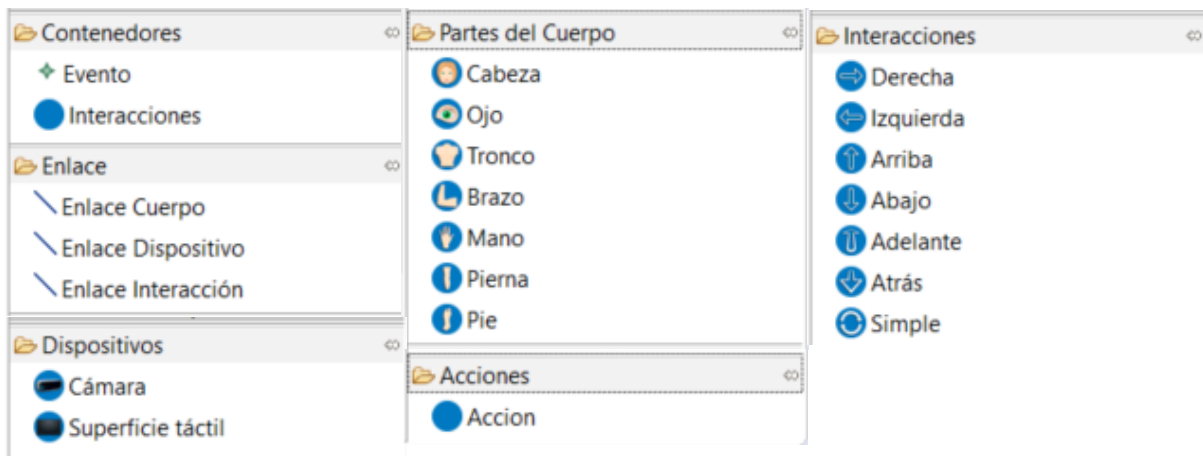 Contenedores
Evento
Interacciones
Enlace
Enlace Cuerpo
Enlace Dispositivo
Enlace Interacción
Dispositivos
Cámara
Superficie táctil
Partes del Cuerpo
Cabeza
Ojo
Tronco
Brazo
Mano
Pierna
Pie
Acciones
Accion
Interacciones
Derecha
Izquierda
Arriba
Abajo
Adelante
Atrás
Simple